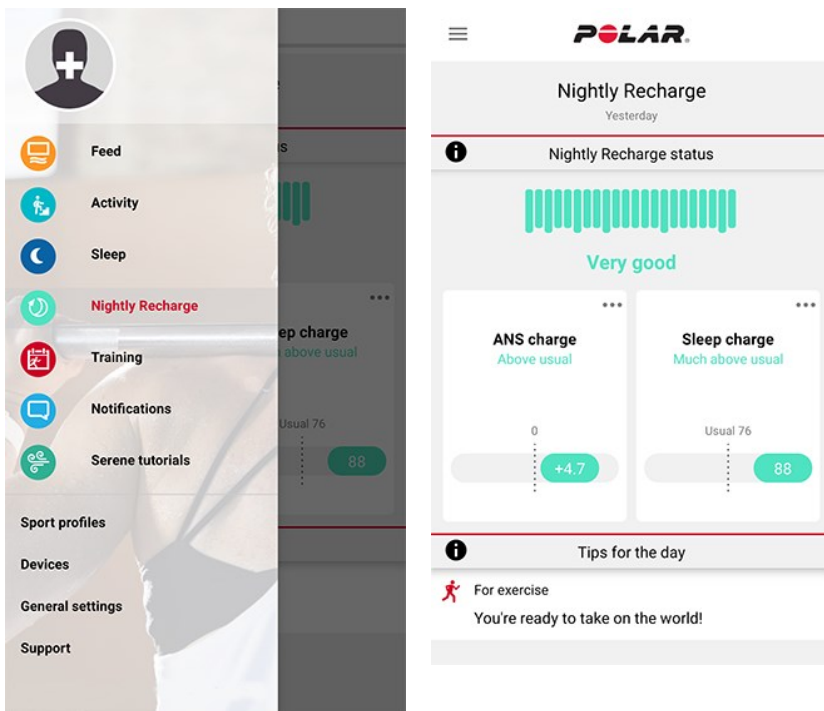 Feed
Activity
Sleep
Nightly Recharge
Training
Notifications
Serene tutorials
Sport profiles
Devices
General settings
Support
s
ep charge
above usual
Usual 76
88
POLAR.
Nightly Recharge
Yesterday
Nightly Recharge status
Very good
ANS charge
Above usual
0
+4.7
Sleep charge
Much above usual
Usual 76
88
Tips for the day
For exercise
You're ready to take on the world!